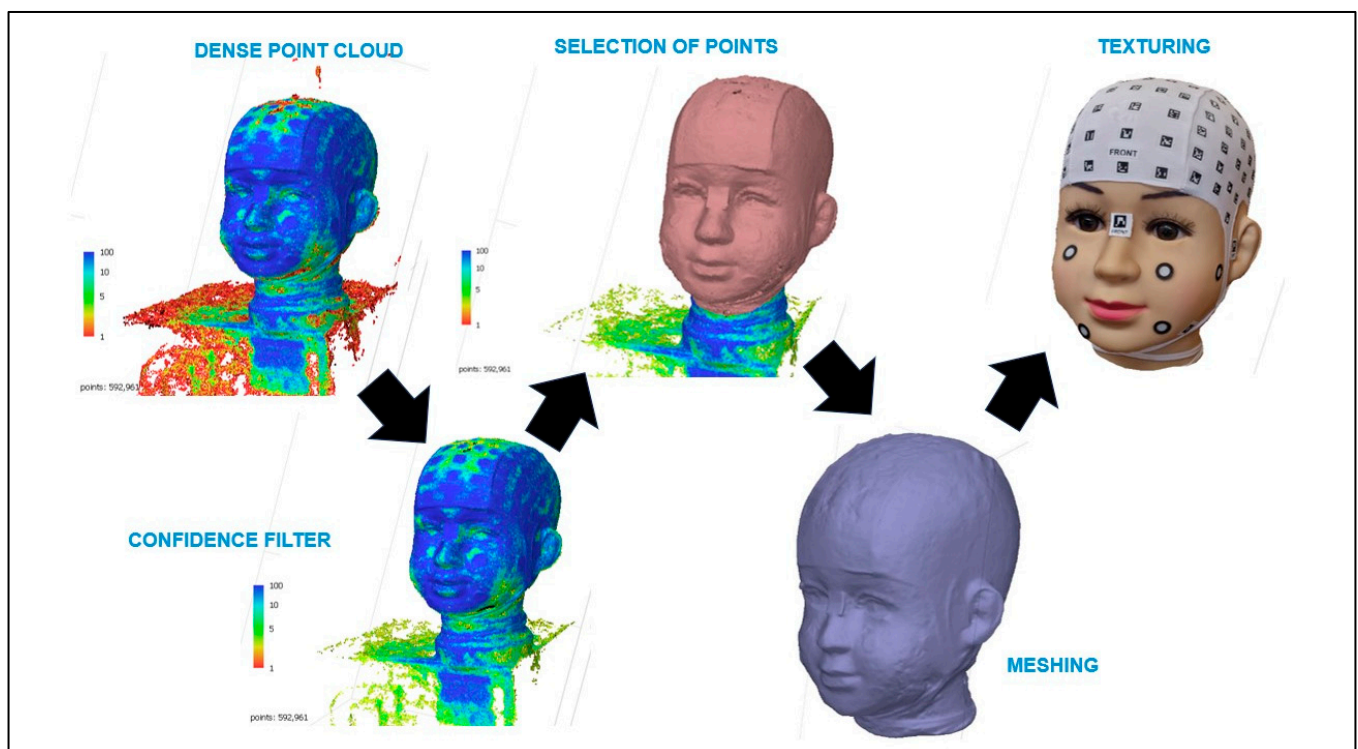 DENSE POINT CLOUD
100
10
5
1
points: 592,961
CONFIDENCE FILTER
100
10
5
1
points: 592,961
SELECTION OF POINTS
100
10
5
1
points: 592,961
MESHING
TEXTURING
FRONT
FRONT